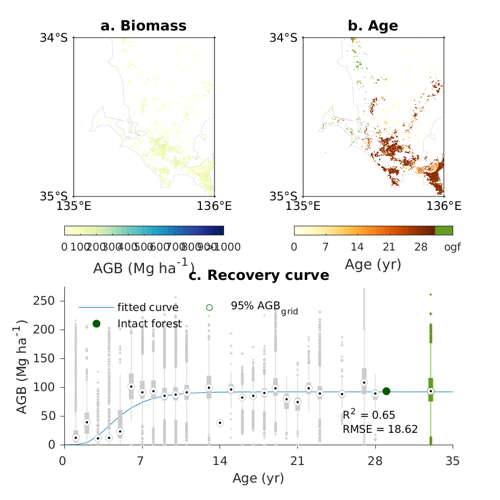 a. Biomass
b. Age
34°S
34°S
35°S
35°S
135°E
136°E
135°E
136°E
0 100 200 300 400 500 600 700 800 900 >1000
0 7 14 21 28 ogf
AGB (Mg ha⁻¹)
Age (yr)
c. Recovery curve
fitted curve
95% AGB_grid
Intact forest
250
200
150
100
50
0
AGB (Mg ha⁻¹)
R² = 0.65
RMSE = 18.62
0 7 14 21 28 35
Age (yr)